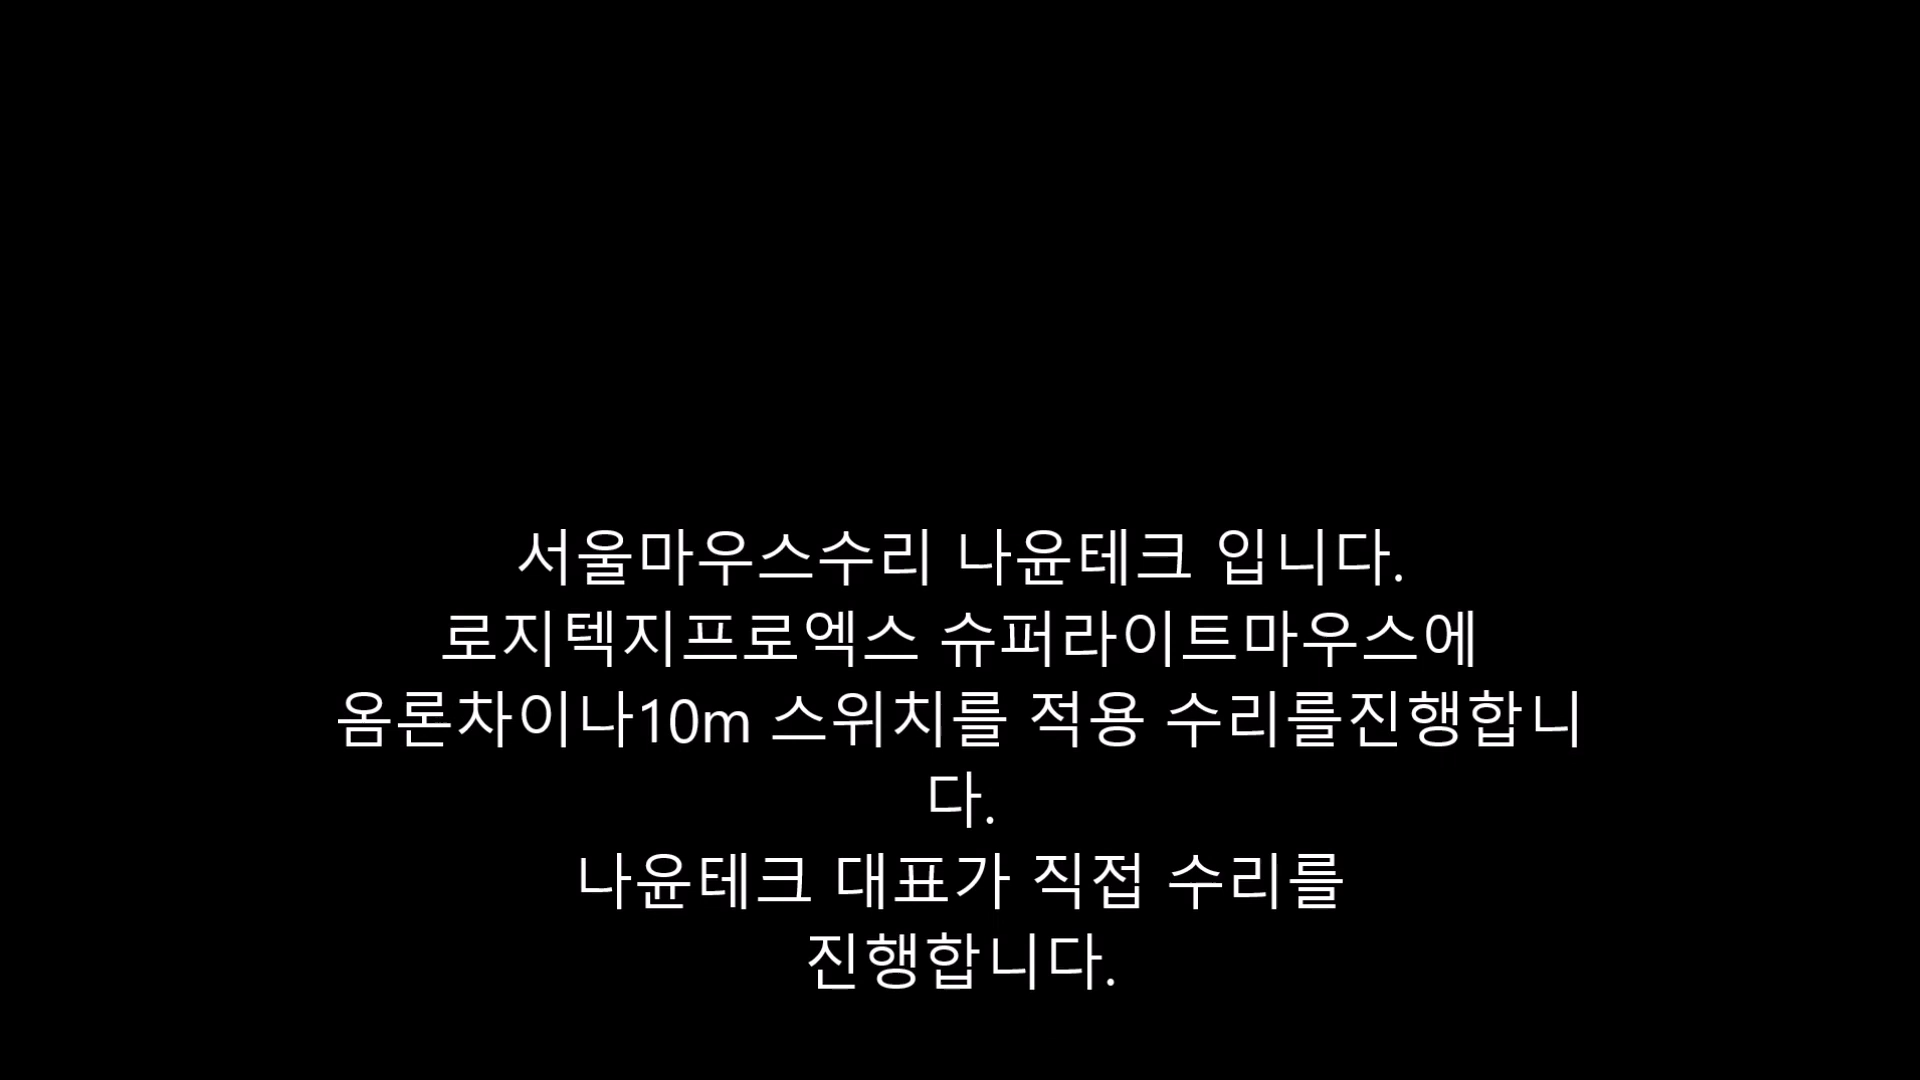 서울마우스수리 나윤테크 입니다.
로지텍지프로엑스 슈퍼라이트마우스에
옴론차이나10m 스위치를 적용 수리를진행합니
다.
나윤테크 대표가 직접 수리를
진행합니다.